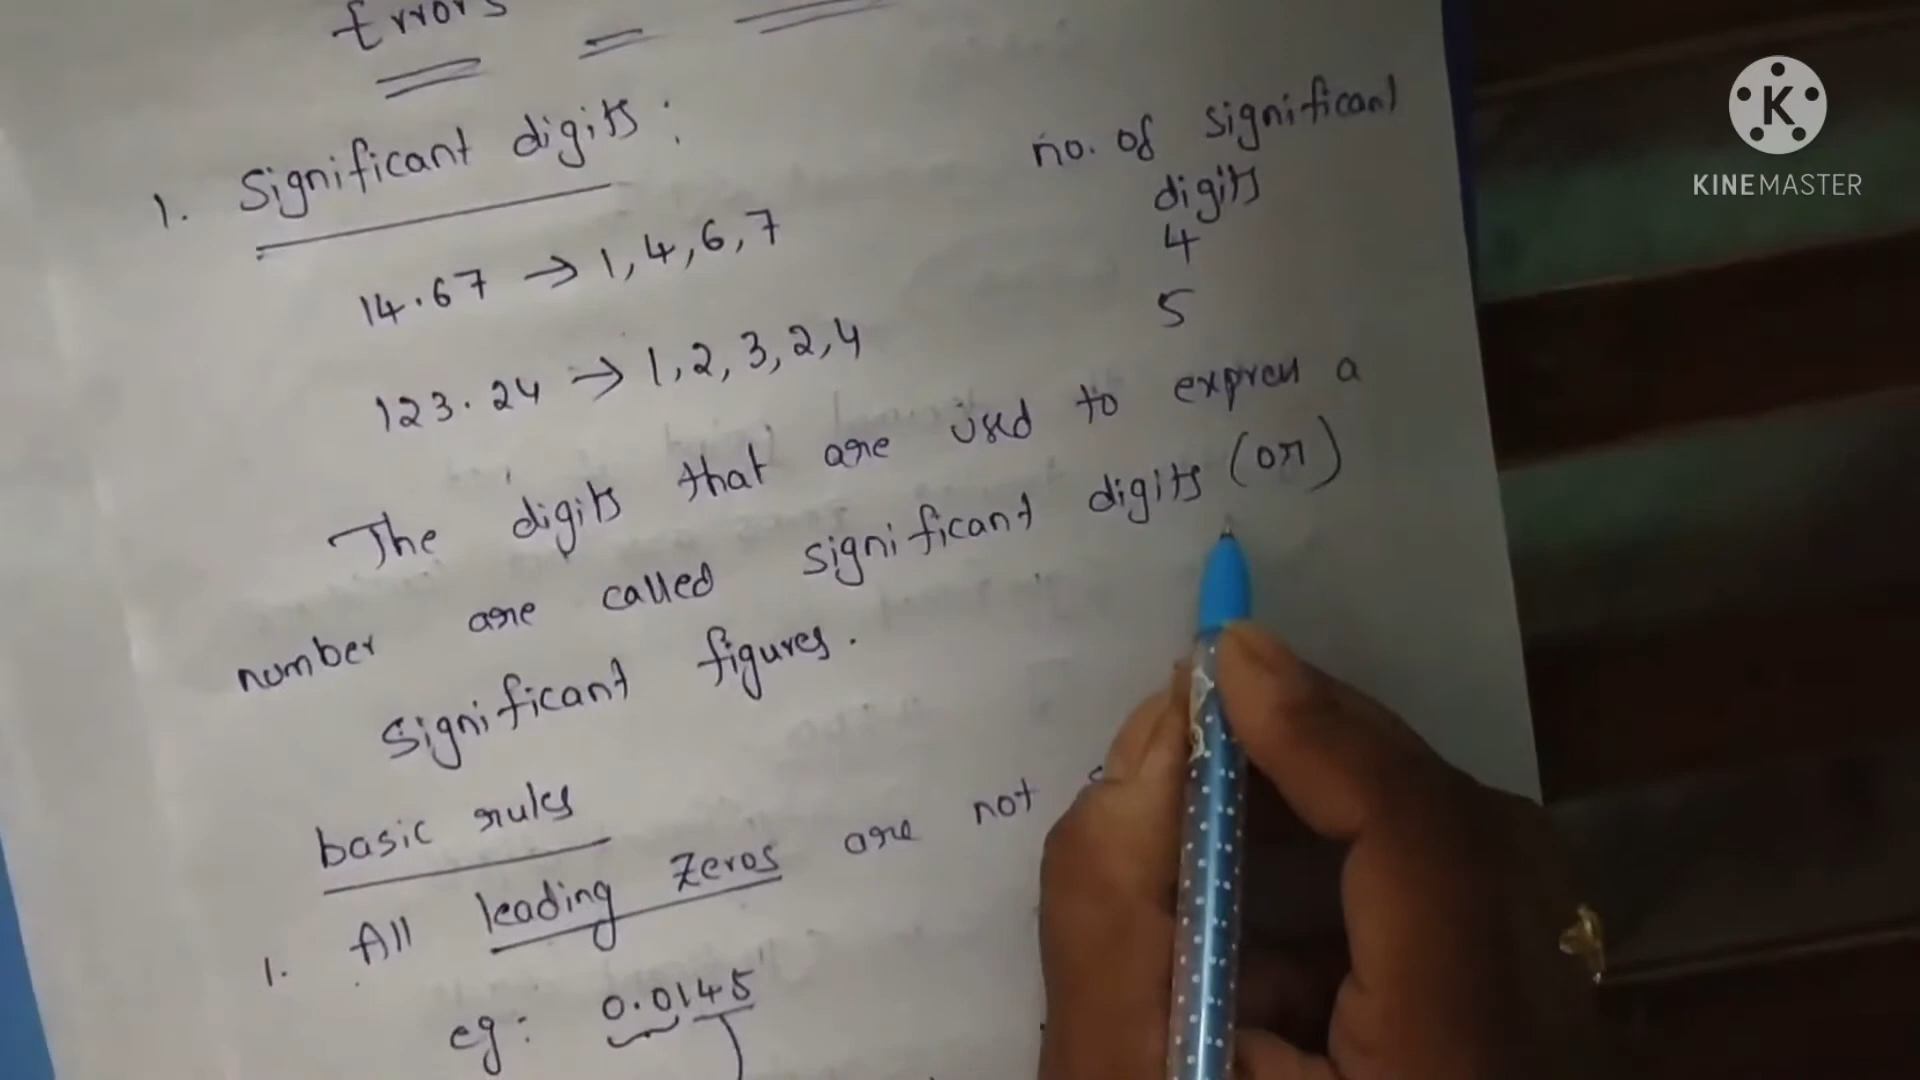 Errors
1. Significant digits :
no. of significant
digits
14.67 → 1, 4, 6, 7
4
123.24 → 1, 2, 3, 2, 4
5
The digits that are used to express a
number are called significant digits (or)
significant figures.
basic rules
1. All leading zeros are not
eg: 0.0145
K
KINEMASTER